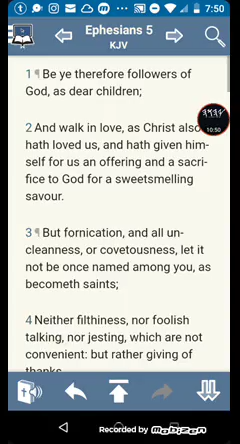 7:50
Ephesians 5
KJV
1 ¶ Be ye therefore followers of
God, as dear children;
2 And walk in love, as Christ also
hath loved us, and hath given him-
self for us an offering and a sacri-
fice to God for a sweetsmelling
savour.
10:50
3 ¶ But fornication, and all un-
cleanness, or covetousness, let it
not be once named among you, as
becometh saints;
4 Neither filthiness, nor foolish
talking, nor jesting, which are not
convenient: but rather giving of
thanks.
Recorded by Mobizen